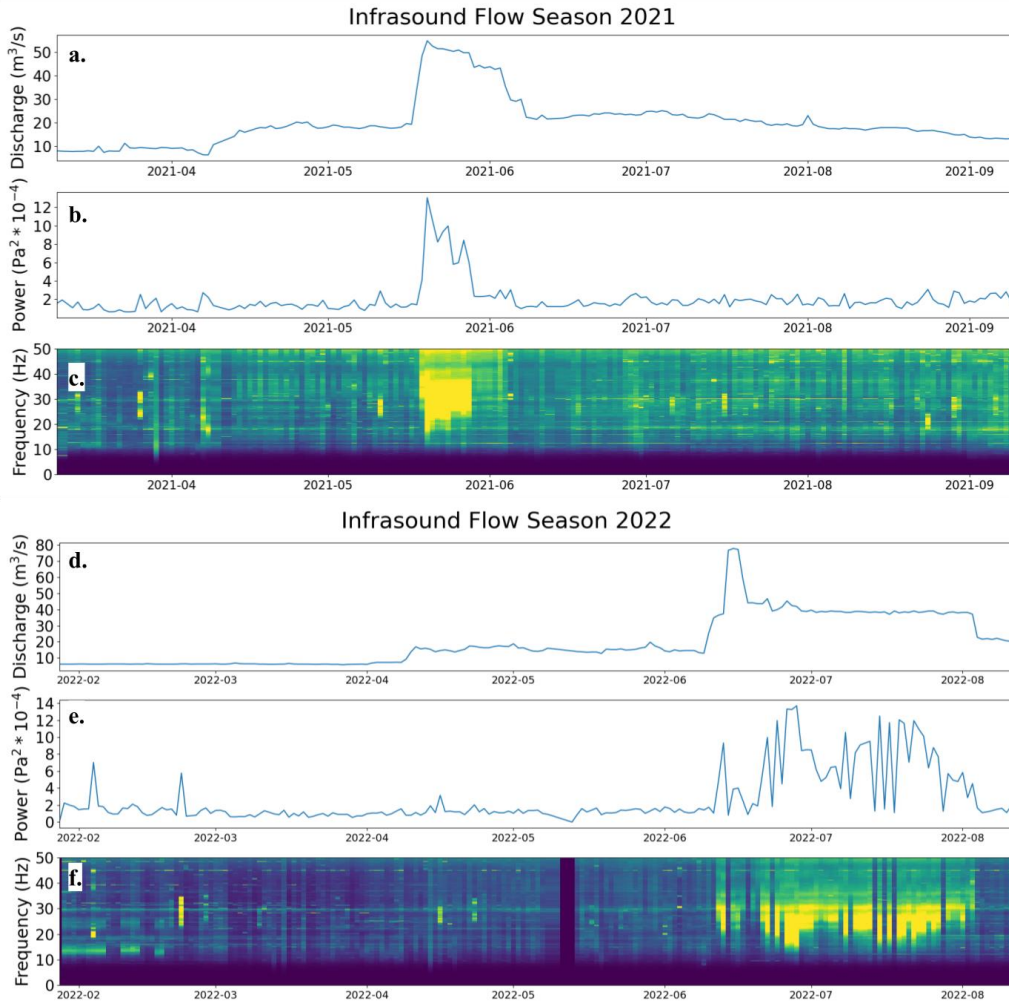 Infrasound Flow Season 2021
a.
Discharge (m³/s)
50
40
30
20
10
2021-04 2021-05 2021-06 2021-07 2021-08 2021-09
b.
Power (Pa² * 10⁻⁴)
12
10
8
6
4
2
2021-04 2021-05 2021-06 2021-07 2021-08 2021-09
c.
Frequency (Hz)
50
40
30
20
10
0
2021-04 2021-05 2021-06 2021-07 2021-08 2021-09
Infrasound Flow Season 2022
d.
Discharge (m³/s)
80
70
60
50
40
30
20
10
2022-02 2022-03 2022-04 2022-05 2022-06 2022-07 2022-08
e.
Power (Pa² * 10⁻⁴)
14
12
10
8
6
4
2
0
2022-02 2022-03 2022-04 2022-05 2022-06 2022-07 2022-08
f.
Frequency (Hz)
50
40
30
20
10
0
2022-02 2022-03 2022-04 2022-05 2022-06 2022-07 2022-08